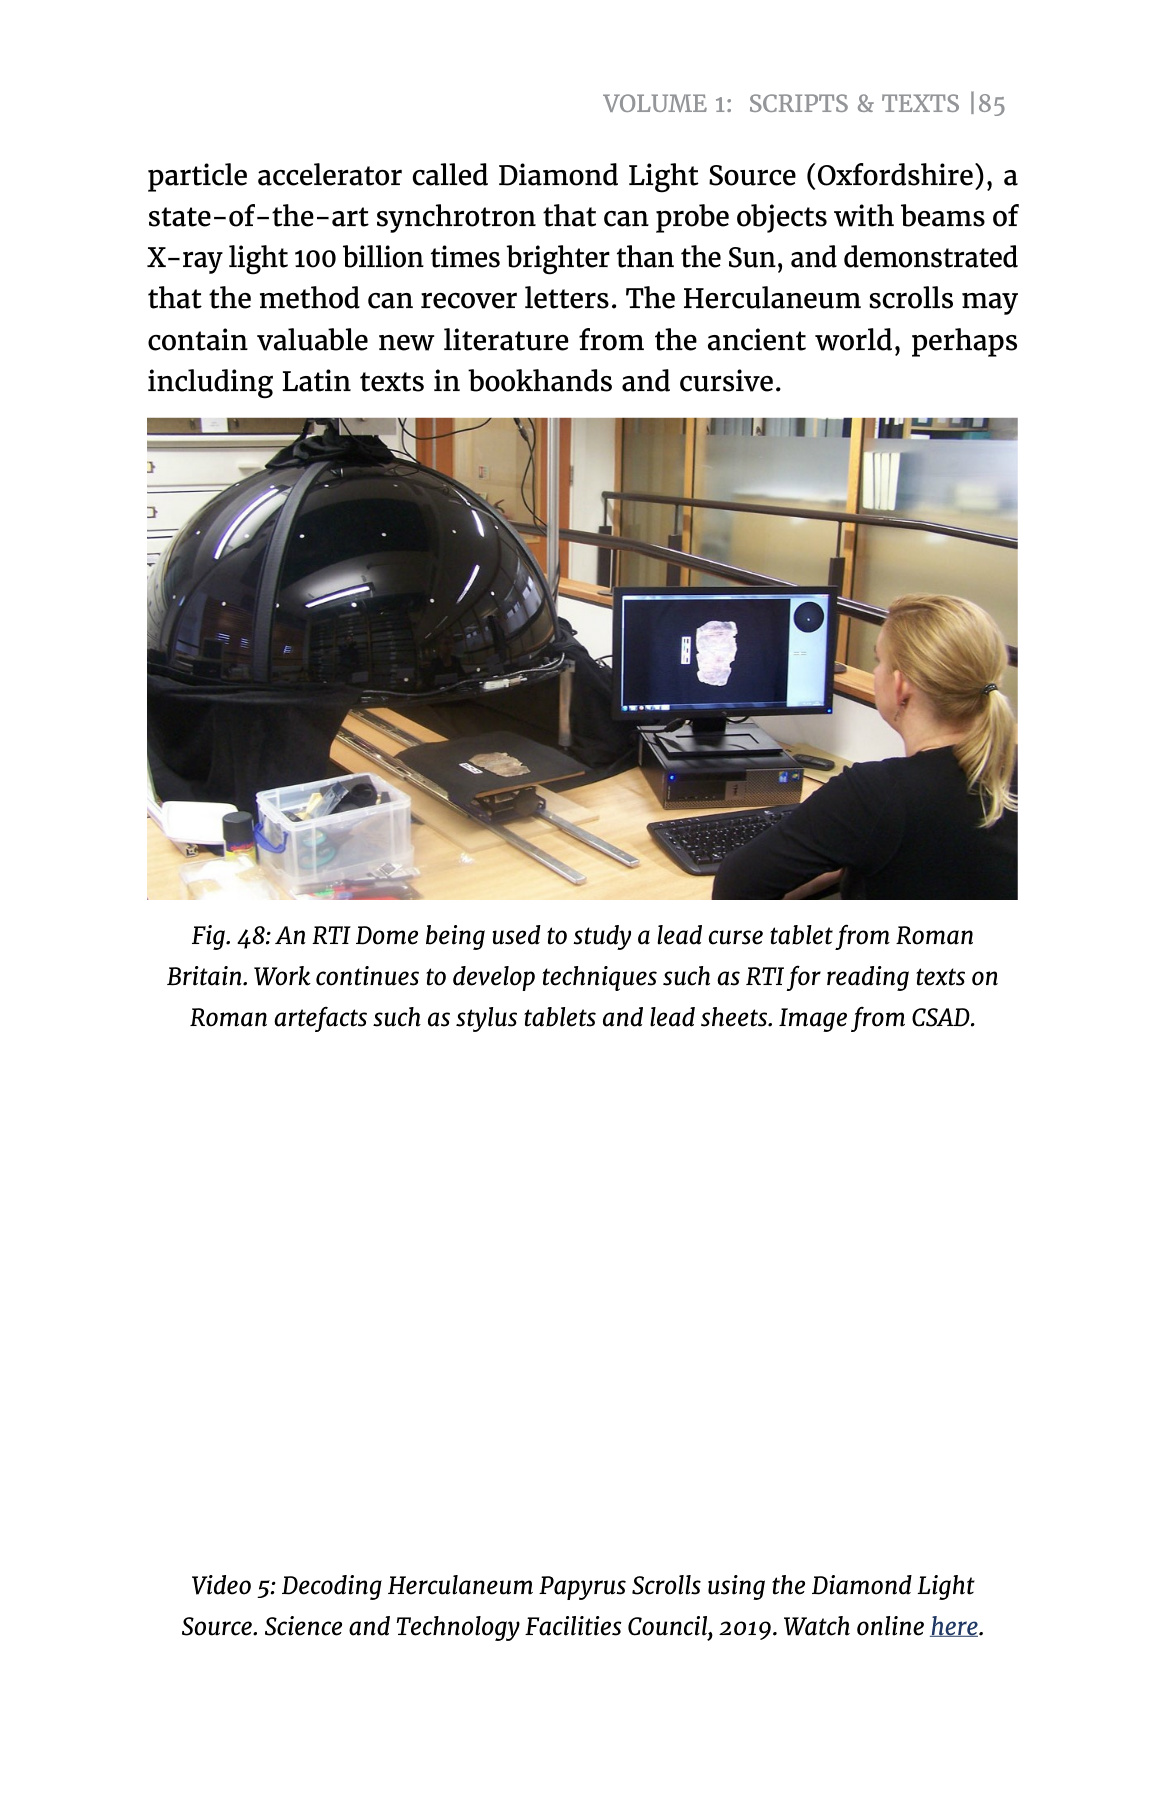 VOLUME 1: SCRIPTS & TEXTS |85
particle accelerator called Diamond Light Source (Oxfordshire), a
state-of-the-art synchrotron that can probe objects with beams of
X-ray light 100 billion times brighter than the Sun, and demonstrated
that the method can recover letters. The Herculaneum scrolls may
contain valuable new literature from the ancient world, perhaps
including Latin texts in bookhands and cursive.
Fig. 48: An RTI Dome being used to study a lead curse tablet from Roman
Britain. Work continues to develop techniques such as RTI for reading texts on
Roman artefacts such as stylus tablets and lead sheets. Image from CSAD.
Video 5: Decoding Herculaneum Papyrus Scrolls using the Diamond Light
Source. Science and Technology Facilities Council, 2019. Watch online here.